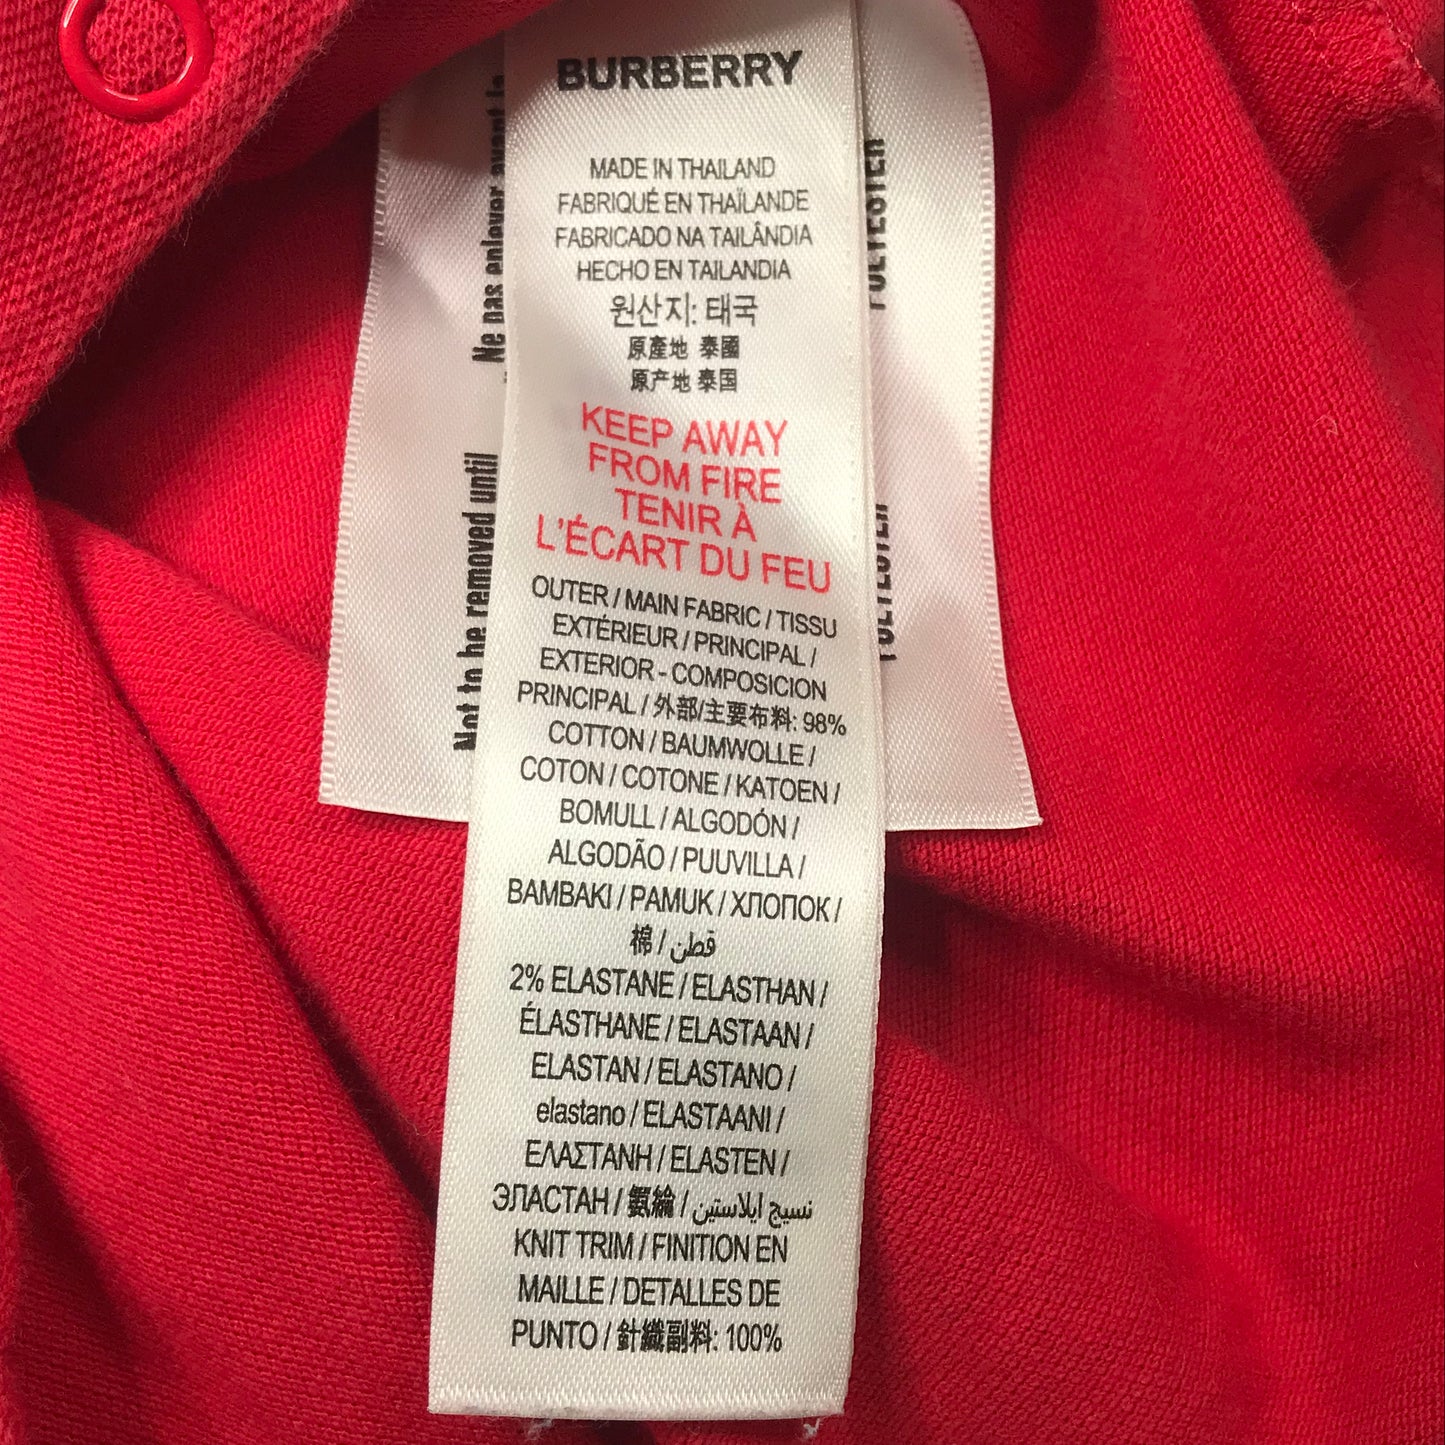 BURBERRY
MADE IN THAILAND
FABRIQUÉ EN THAÏLANDE
FABRICADO NA TAILÂNDIA
HECHO EN TAILANDIA
원산지: 태국
原產地 泰國
原产地 泰国
KEEP AWAY
FROM FIRE
TENIR À
L'ÉCART DU FEU
OUTER / MAIN FABRIC / TISSU
EXTÉRIEUR / PRINCIPAL /
EXTERIOR - COMPOSICION
PRINCIPAL / 外部/主要布料: 98%
COTTON / BAUMWOLLE /
COTON / COTONE / KATOEN /
BOMULL / ALGODÓN /
ALGODÃO / PUUVILLA /
BAMBAKI / PAMUK / ХЛОПОК /
棉 / قطن
2% ELASTANE / ELASTHAN /
ÉLASTHANE / ELASTAAN /
ELASTAN / ELASTANO /
elastano / ELASTAANI /
ΕΛΑΣΤΑΝΗ / ELASTEN /
ЭЛАСТАН / 氨綸 / نسيج ايلاستين
KNIT TRIM / FINITION EN
MAILLE / DETALLES DE
PUNTO / 針織副料: 100%
Ne pas enlever avant
Not to be removed until
POLYESTER
POLYESTER